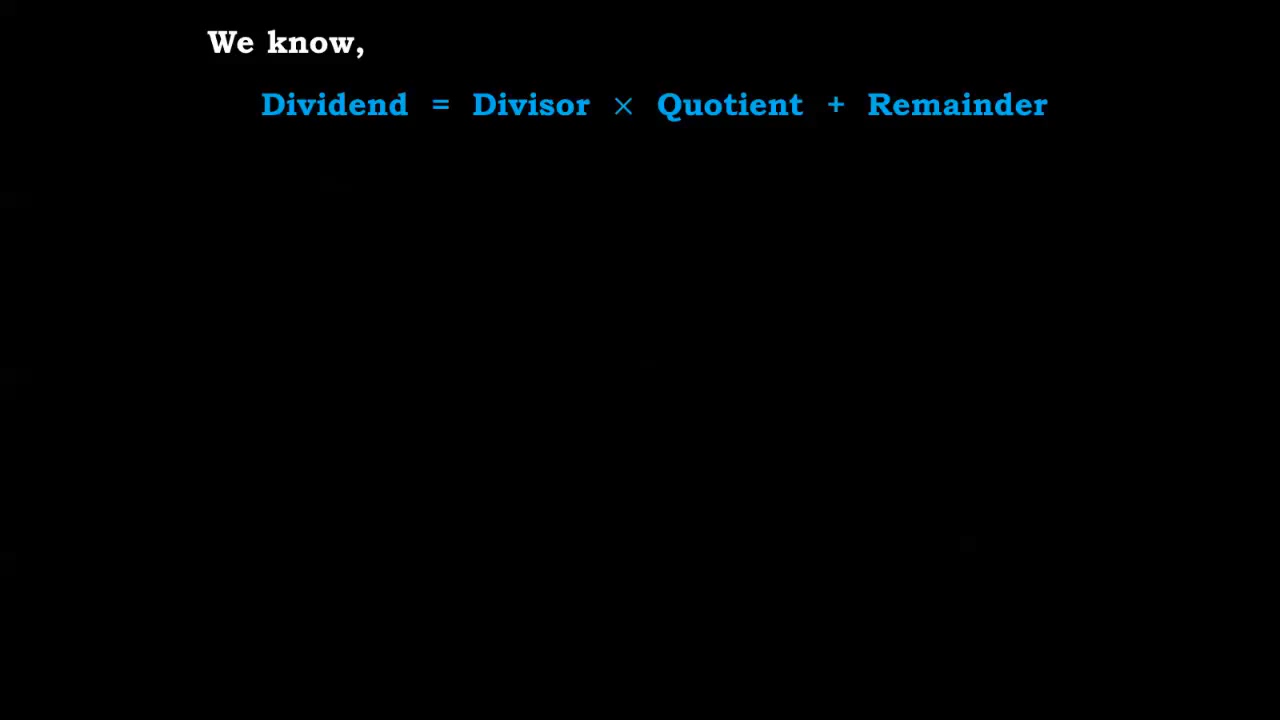 We know,
Dividend = Divisor × Quotient + Remainder